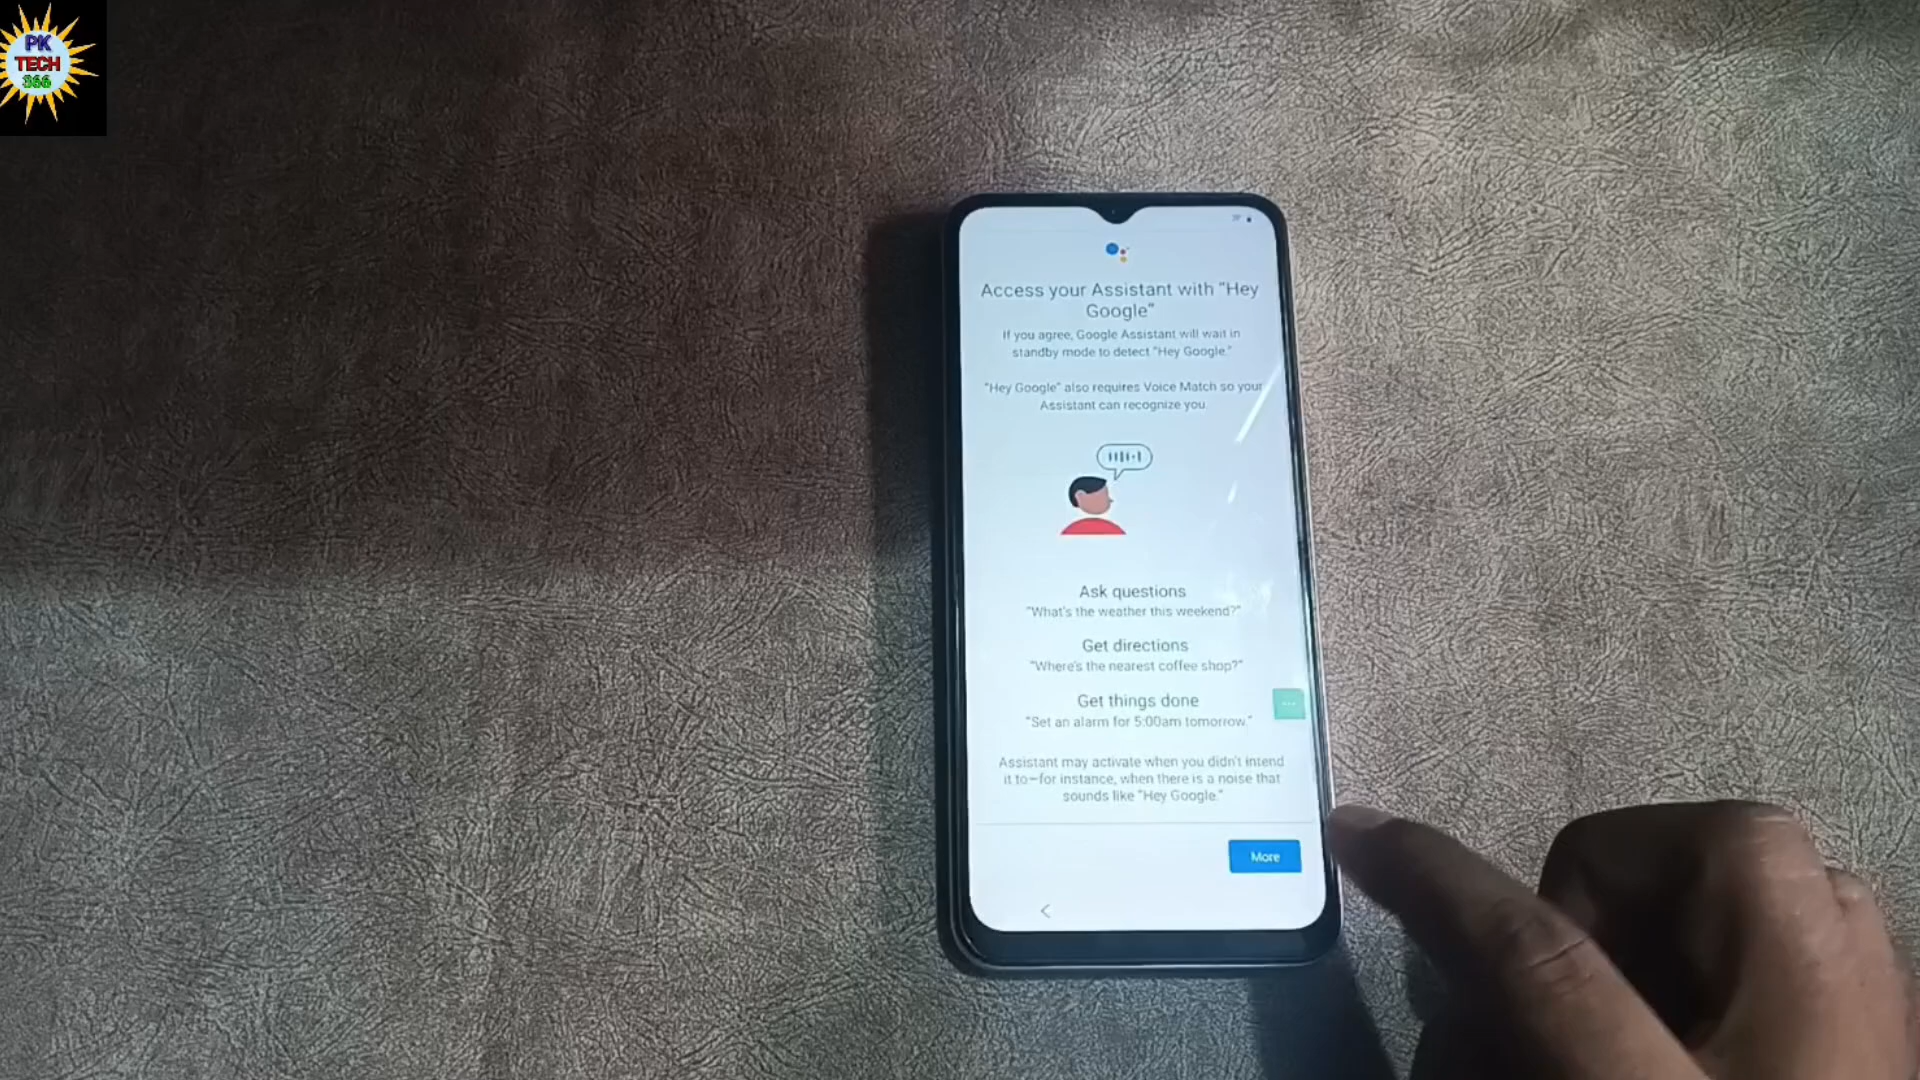 PK
TECH
366
Access your Assistant with "Hey
Google"
If you agree, Google Assistant will wait in
standby mode to detect "Hey Google."
"Hey Google" also requires Voice Match so your
Assistant can recognize you.
Ask questions
"What's the weather this weekend?"
Get directions
"Where's the nearest coffee shop?"
Get things done
"Set an alarm for 5:00am tomorrow."
Assistant may activate when you didn't intend
it to—for instance, when there is a noise that
sounds like "Hey Google."
More